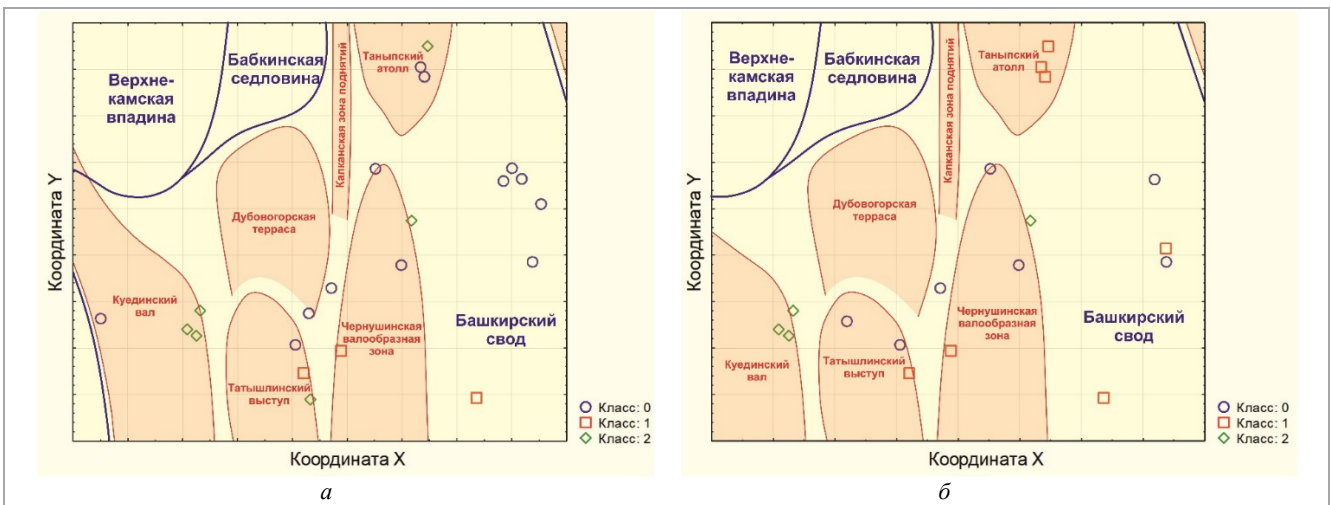 Верхне-
камская
впадина
Бабкинская
седловина
Капканская зона поднятий
Таныпский
атолл
Дубовогорская
терраса
Куединский
вал
Чернушинская
валообразная
зона
Башкирский
свод
Татышлинский
выступ
Класс: 0
Класс: 1
Класс: 2
Координата Y
Координата X
а
Верхне-
камская
впадина
Бабкинская
седловина
Капканская зона поднятий
Таныпский
атолл
Дубовогорская
терраса
Куединский
вал
Чернушинская
валообразная
зона
Башкирский
свод
Татышлинский
выступ
Класс: 0
Класс: 1
Класс: 2
Координата Y
Координата X
б